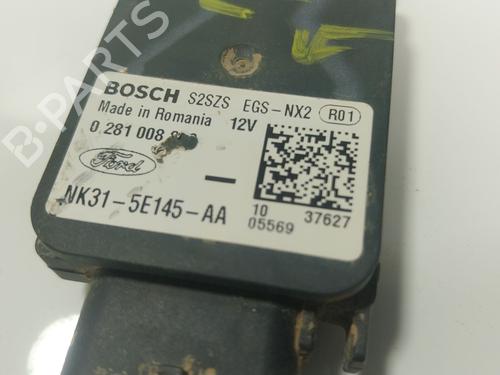 B-PARTS
BOSCH S2SZS EGS-NX2 R01
Made in Romania 12V
0 281 008
Ford
NK31-5E145-AA
10 37627
05569